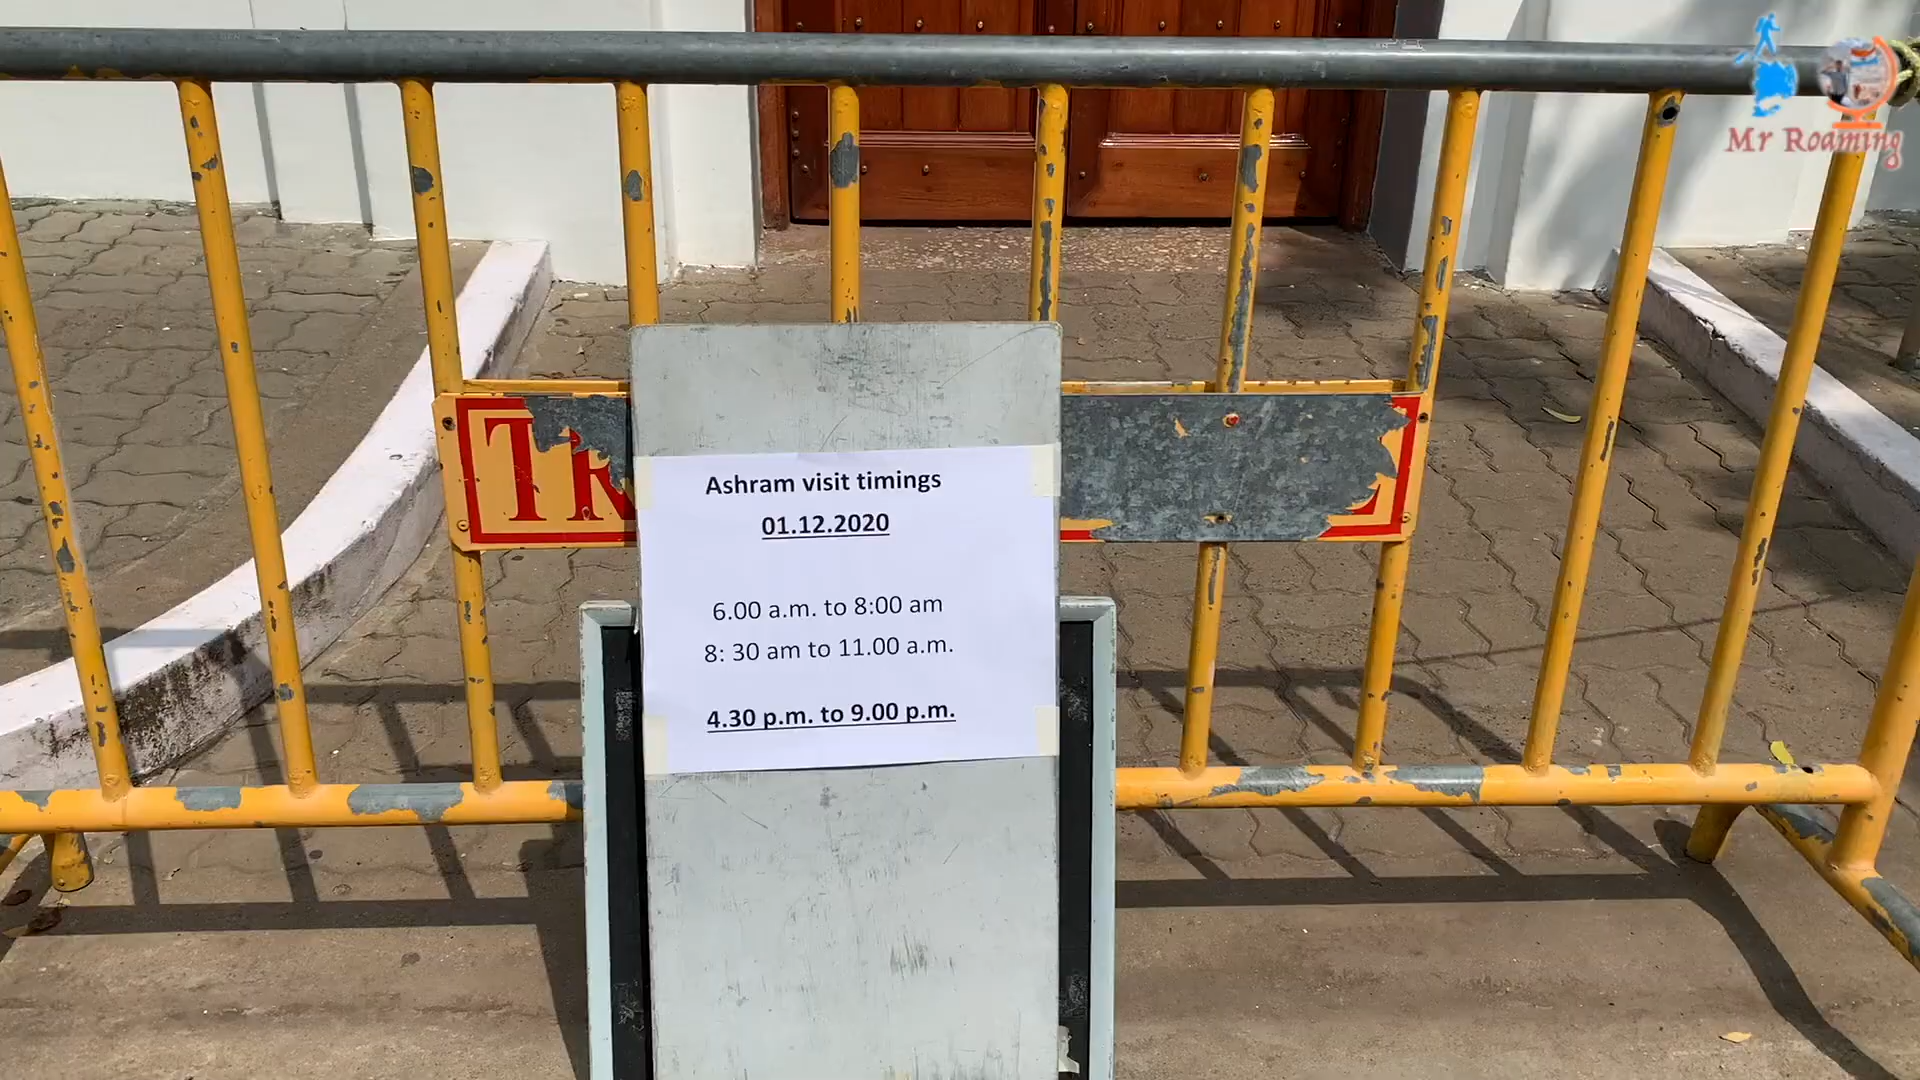 Mr Roaming
Ashram visit timings
01.12.2020
6.00 a.m. to 8:00 am
8: 30 am to 11.00 a.m.
4.30 p.m. to 9.00 p.m.